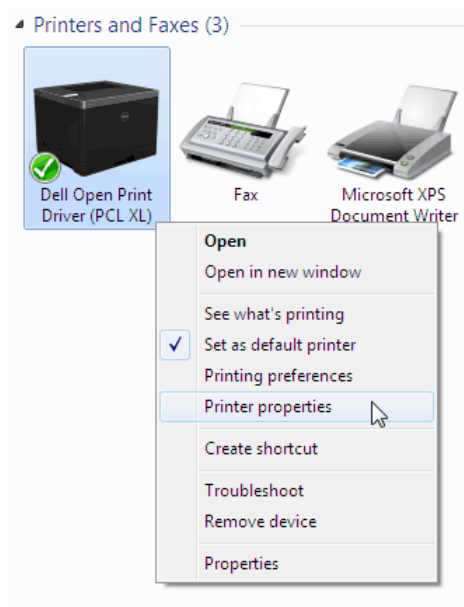 Printers and Faxes (3)
Dell Open Print
Driver (PCL XL)
Fax
Microsoft XPS
Document Writer
Open
Open in new window
See what's printing
Set as default printer
Printing preferences
Printer properties
Create shortcut
Troubleshoot
Remove device
Properties